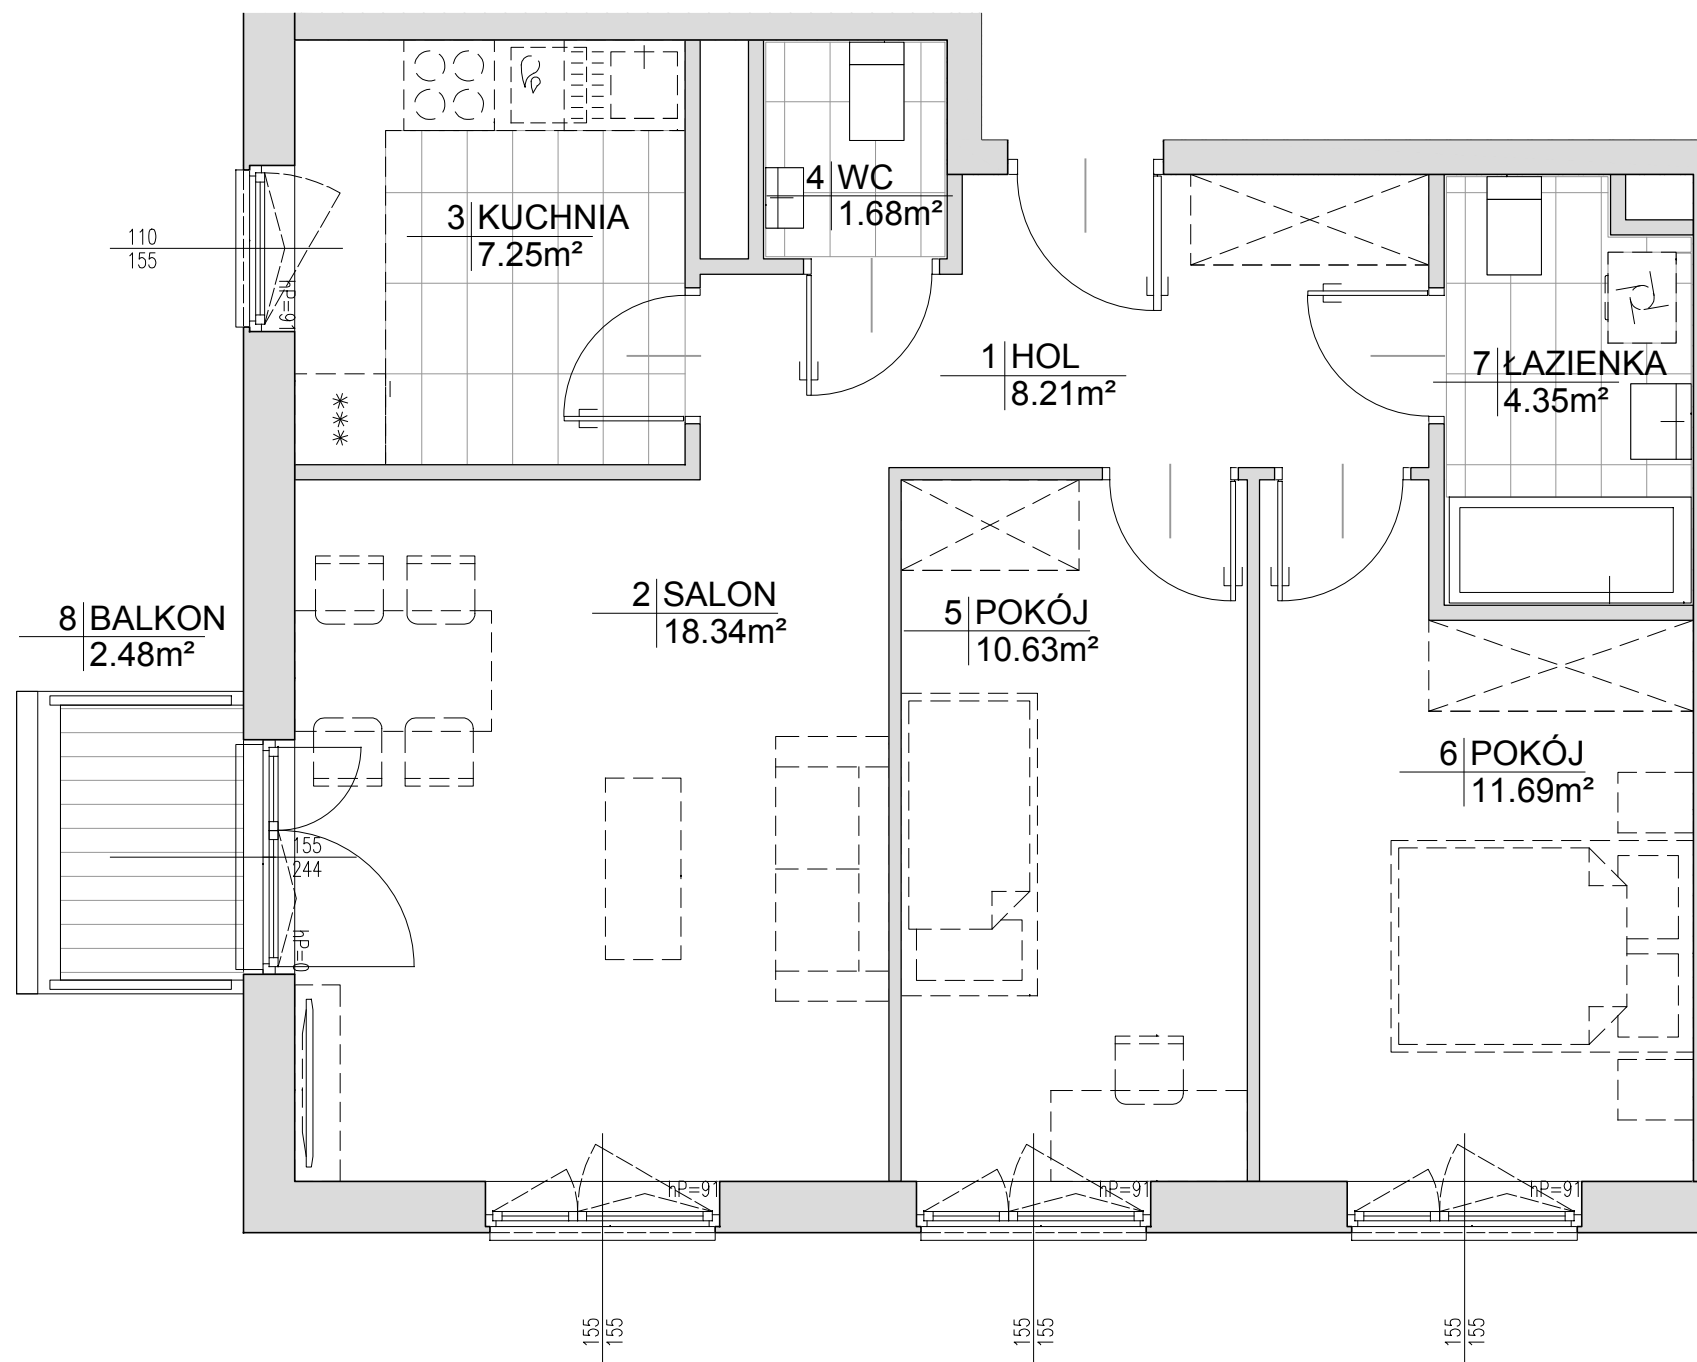 3 KUCHNIA
7.25m²
4 WC
1.68m²
110
155
hP=91
1 HOL
8.21m²
7 ŁAZIENKA
4.35m²
***
8 BALKON
2.48m²
2 SALON
18.34m²
5 POKÓJ
10.63m²
6 POKÓJ
11.69m²
155
244
hP=0
hP=91
hP=91
hP=91
155
155
155
155
155
155